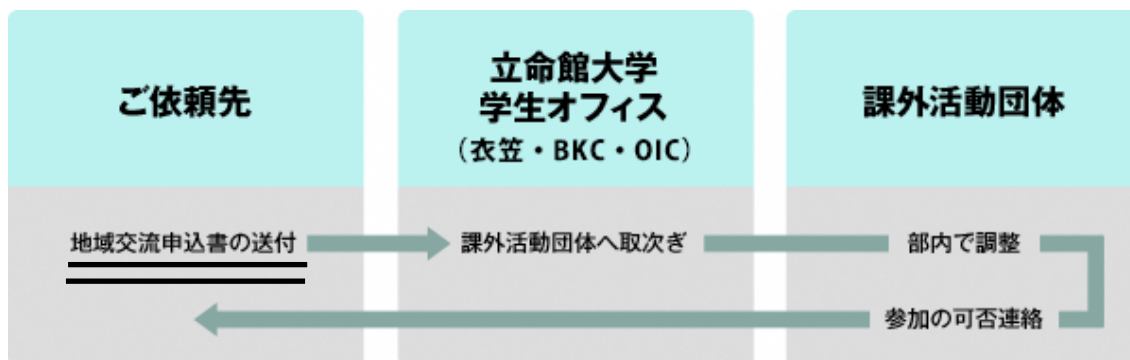 ご依頼先
立命館大学
学生オフィス
（衣笠・BKC・OIC）
課外活動団体
地域交流申込書の送付
課外活動団体へ取次ぎ
部内で調整
参加の可否連絡